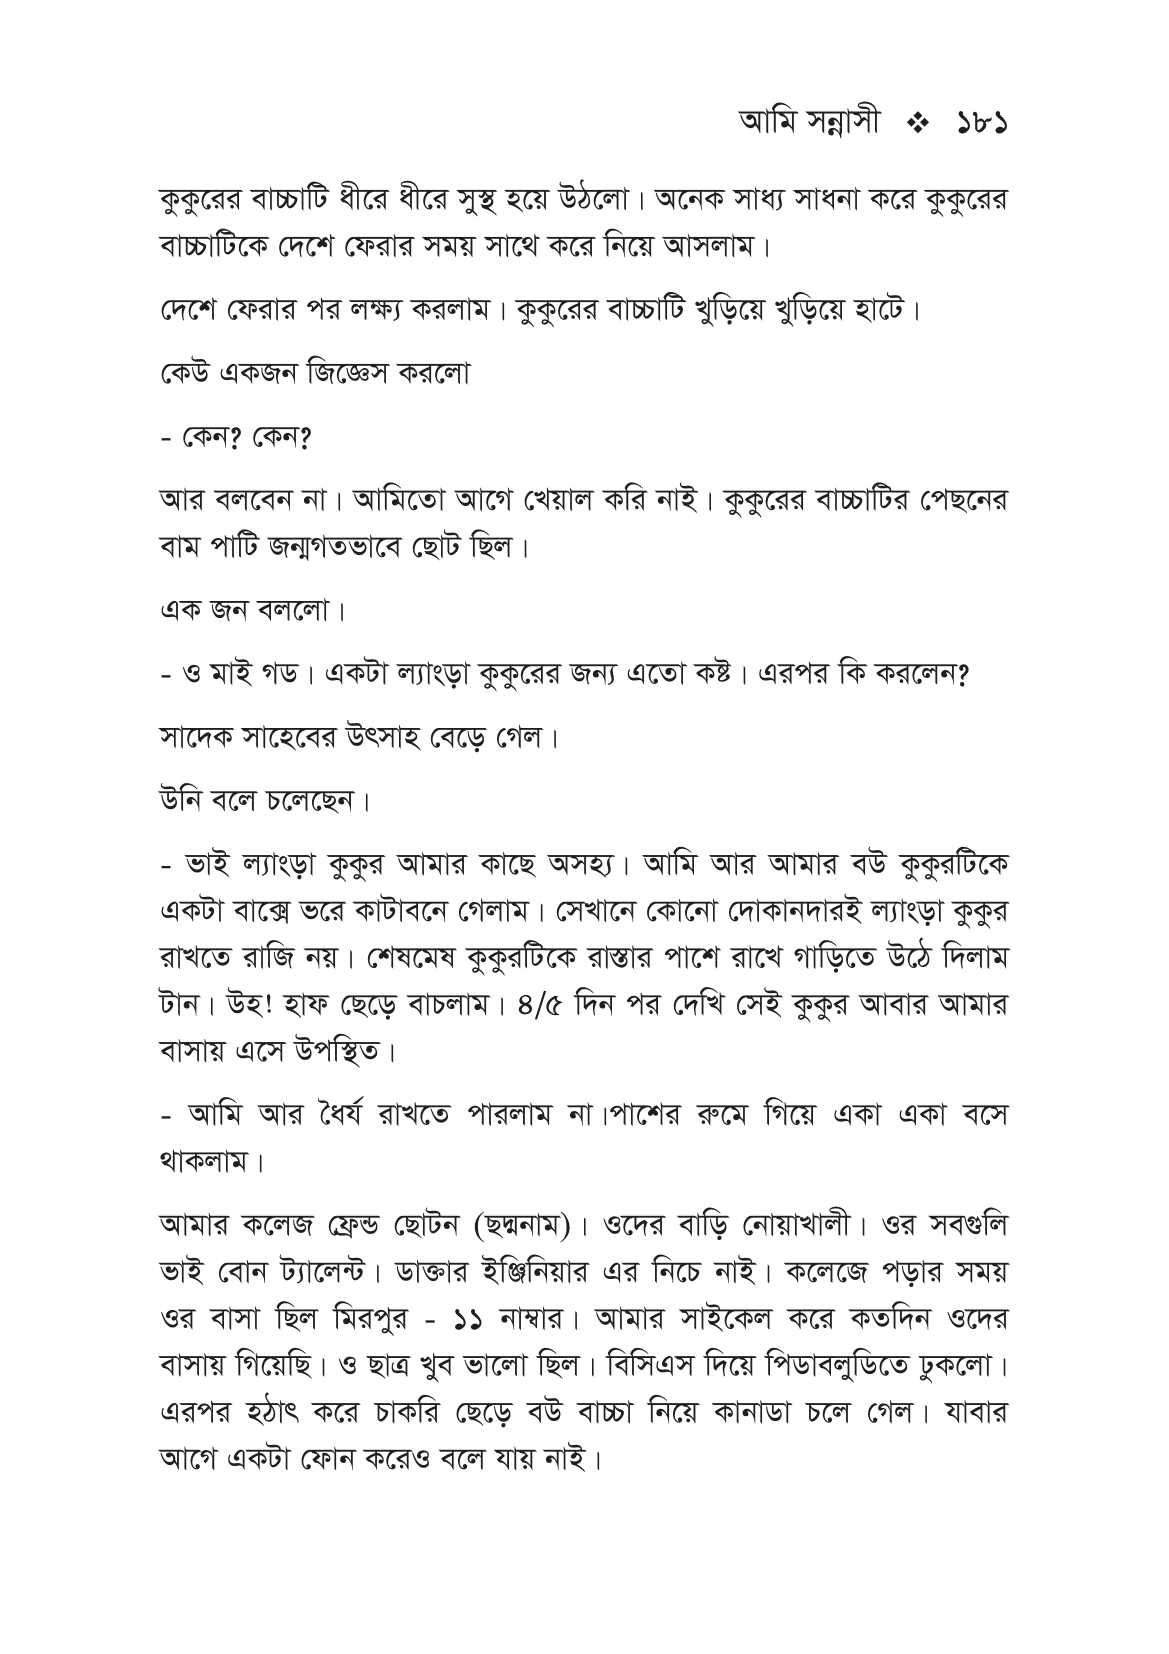 আমি সন্নাসী ❖ ১৮১
কুকুরের বাচ্চাটি ধীরে ধীরে সুস্থ হয়ে উঠলো। অনেক সাধ্য সাধনা করে কুকুরের
বাচ্চাটিকে দেশে ফেরার সময় সাথে করে নিয়ে আসলাম।
দেশে ফেরার পর লক্ষ্য করলাম। কুকুরের বাচ্চাটি খুড়িয়ে খুড়িয়ে হাটে।
কেউ একজন জিজ্ঞেস করলো
- কেন? কেন?
আর বলবেন না। আমিতো আগে খেয়াল করি নাই। কুকুরের বাচ্চাটির পেছনের
বাম পাটি জন্মগতভাবে ছোট ছিল।
এক জন বললো।
- ও মাই গড। একটা ল্যাংড়া কুকুরের জন্য এতো কষ্ট। এরপর কি করলেন?
সাদেক সাহেবের উৎসাহ বেড়ে গেল।
উনি বলে চলেছেন।
- ভাই ল্যাংড়া কুকুর আমার কাছে অসহ্য। আমি আর আমার বউ কুকুরটিকে
একটা বাক্সে ভরে কাটাবনে গেলাম। সেখানে কোনো দোকানদারই ল্যাংড়া কুকুর
রাখতে রাজি নয়। শেষমেষ কুকুরটিকে রাস্তার পাশে রাখে গাড়িতে উঠে দিলাম
টান। উহ! হাফ ছেড়ে বাচলাম। ৪/৫ দিন পর দেখি সেই কুকুর আবার আমার
বাসায় এসে উপস্থিত।
- আমি আর ধৈর্য রাখতে পারলাম না।পাশের রুমে গিয়ে একা একা বসে
থাকলাম।
আমার কলেজ ফ্রেন্ড ছোটন (ছদ্মনাম)। ওদের বাড়ি নোয়াখালী। ওর সবগুলি
ভাই বোন ট্যালেন্ট। ডাক্তার ইঞ্জিনিয়ার এর নিচে নাই। কলেজে পড়ার সময়
ওর বাসা ছিল মিরপুর - ১১ নাম্বার। আমার সাইকেল করে কতদিন ওদের
বাসায় গিয়েছি। ও ছাত্র খুব ভালো ছিল। বিসিএস দিয়ে পিডাবলুডিতে ঢুকলো।
এরপর হঠাৎ করে চাকরি ছেড়ে বউ বাচ্চা নিয়ে কানাডা চলে গেল। যাবার
আগে একটা ফোন করেও বলে যায় নাই।